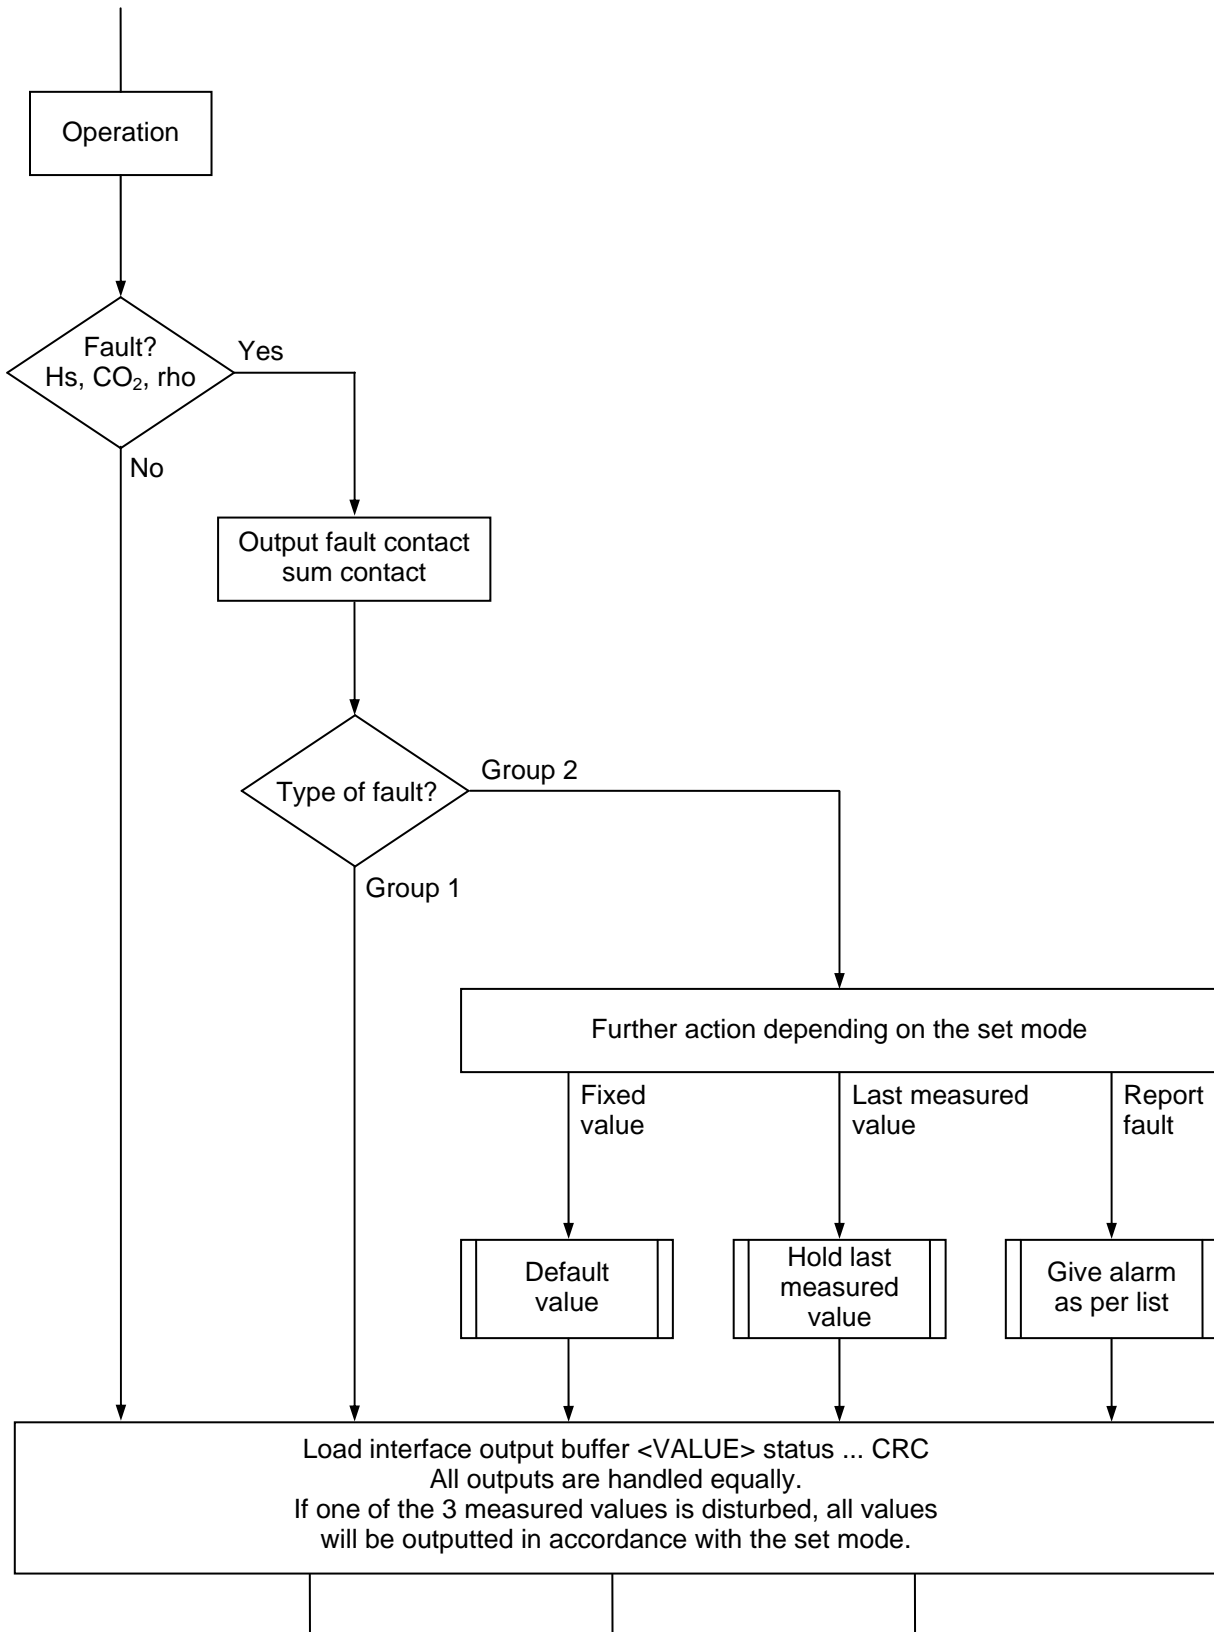 Operation
Fault?
Hs, CO₂, rho
Yes
No
Output fault contact
sum contact
Type of fault?
Group 2
Group 1
Further action depending on the set mode
Fixed
value
Last measured
value
Report
fault
Default
value
Hold last
measured
value
Give alarm
as per list
Load interface output buffer <VALUE> status ... CRC
All outputs are handled equally.
If one of the 3 measured values is disturbed, all values
will be outputted in accordance with the set mode.